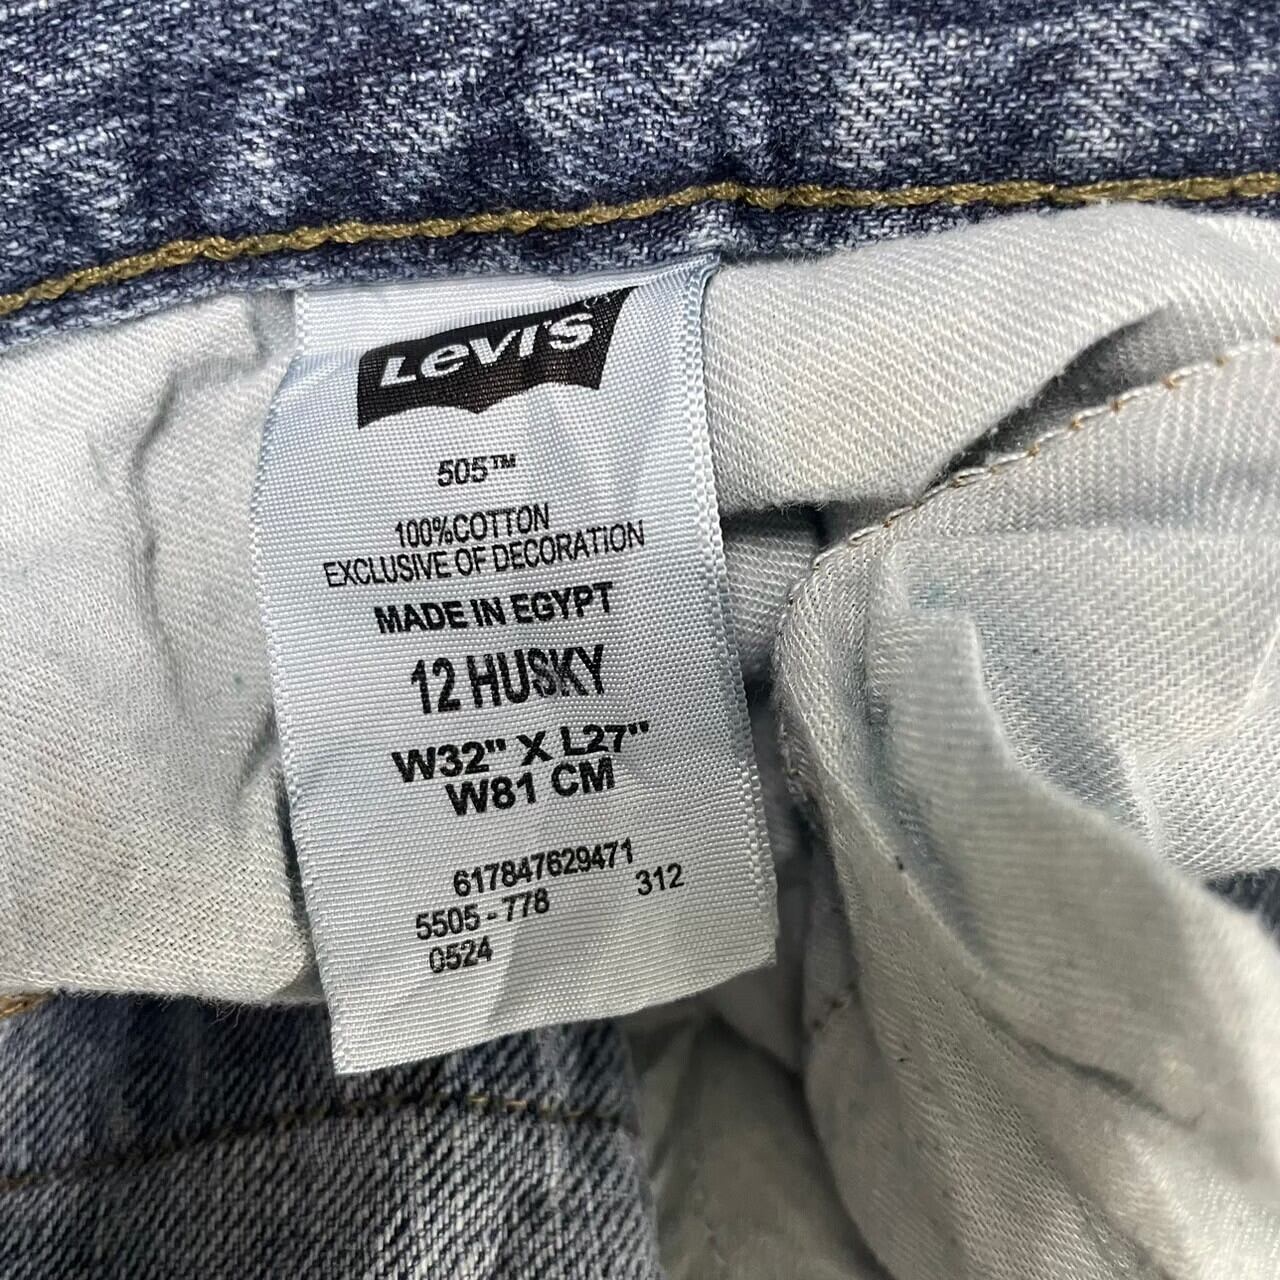 LEVI'S
505™
100%COTTON
EXCLUSIVE OF DECORATION
MADE IN EGYPT
12 HUSKY
W32" X L27"
W81 CM
617847629471
5505-778 312
0524